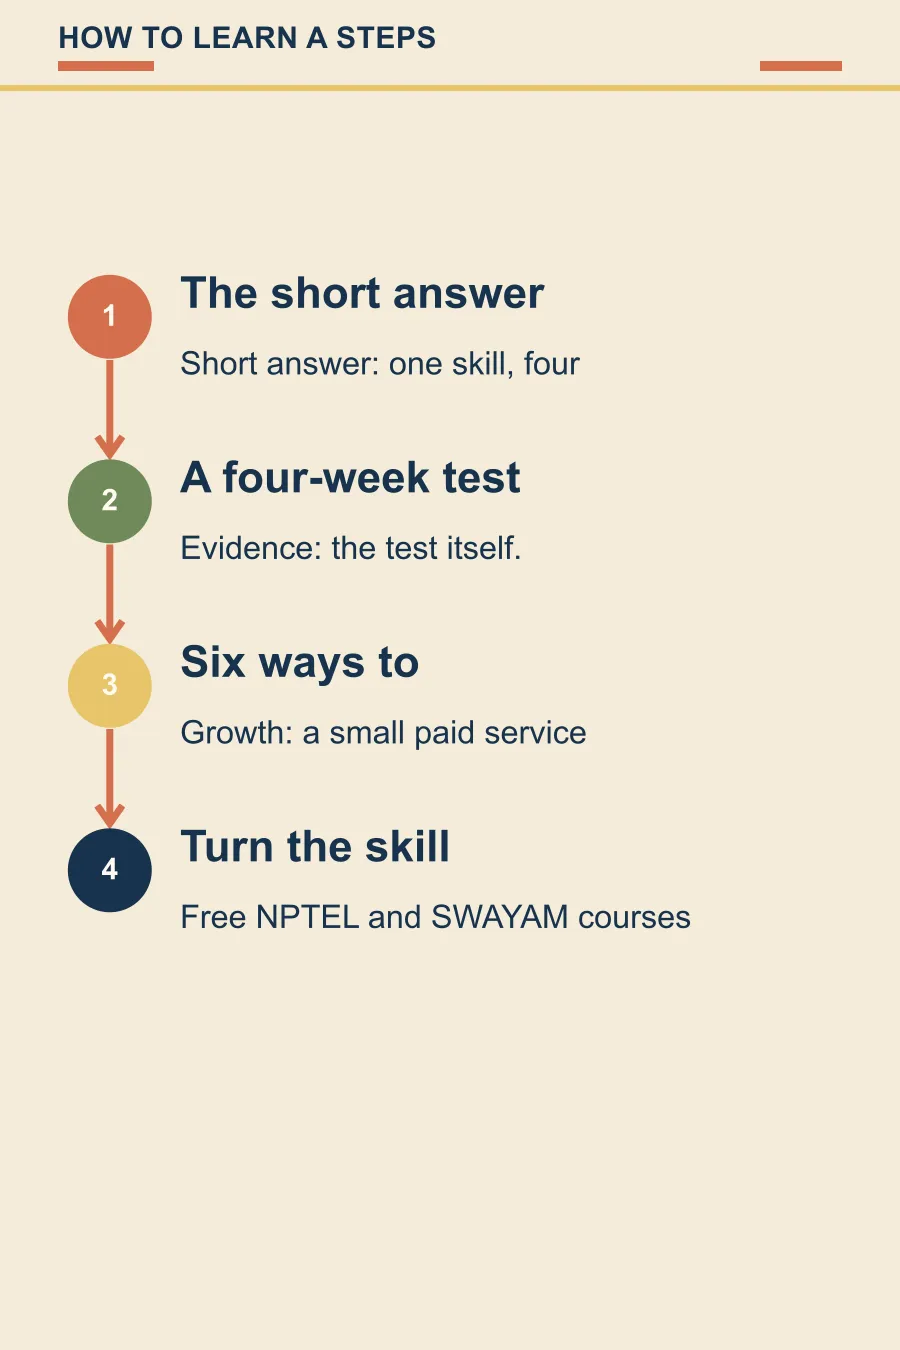 HOW TO LEARN A STEPS
1
The short answer
Short answer: one skill, four
2
A four-week test
Evidence: the test itself.
3
Six ways to
Growth: a small paid service
4
Turn the skill
Free NPTEL and SWAYAM courses